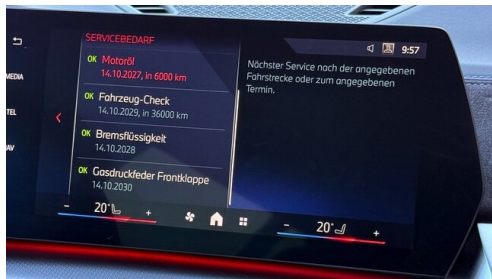 SERVICEBEDARF
9:57
OK Motoröl
14.10.2027, in 6000 km
OK Fahrzeug-Check
14.10.2029, in 36000 km
OK Bremsflüssigkeit
14.10.2028
OK Gasdruckfeder Frontklappe
14.10.2030
Nächster Service nach der angegebenen
Fahrstrecke oder zum angegebenen
Termin.
MEDIA
TEL
AV
- 20° +
- 20° +